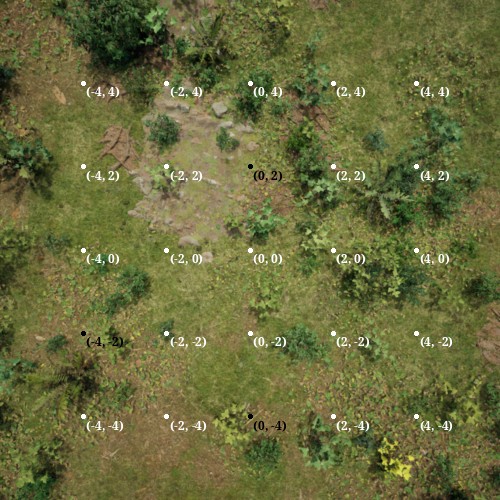 (-4, 4) (-2, 4) (0, 4) (2, 4) (4, 4)
(-4, 2) (-2, 2) (0, 2) (2, 2) (4, 2)
(-4, 0) (-2, 0) (0, 0) (2, 0) (4, 0)
(-4, -2) (-2, -2) (0, -2) (2, -2) (4, -2)
(-4, -4) (-2, -4) (0, -4) (2, -4) (4, -4)